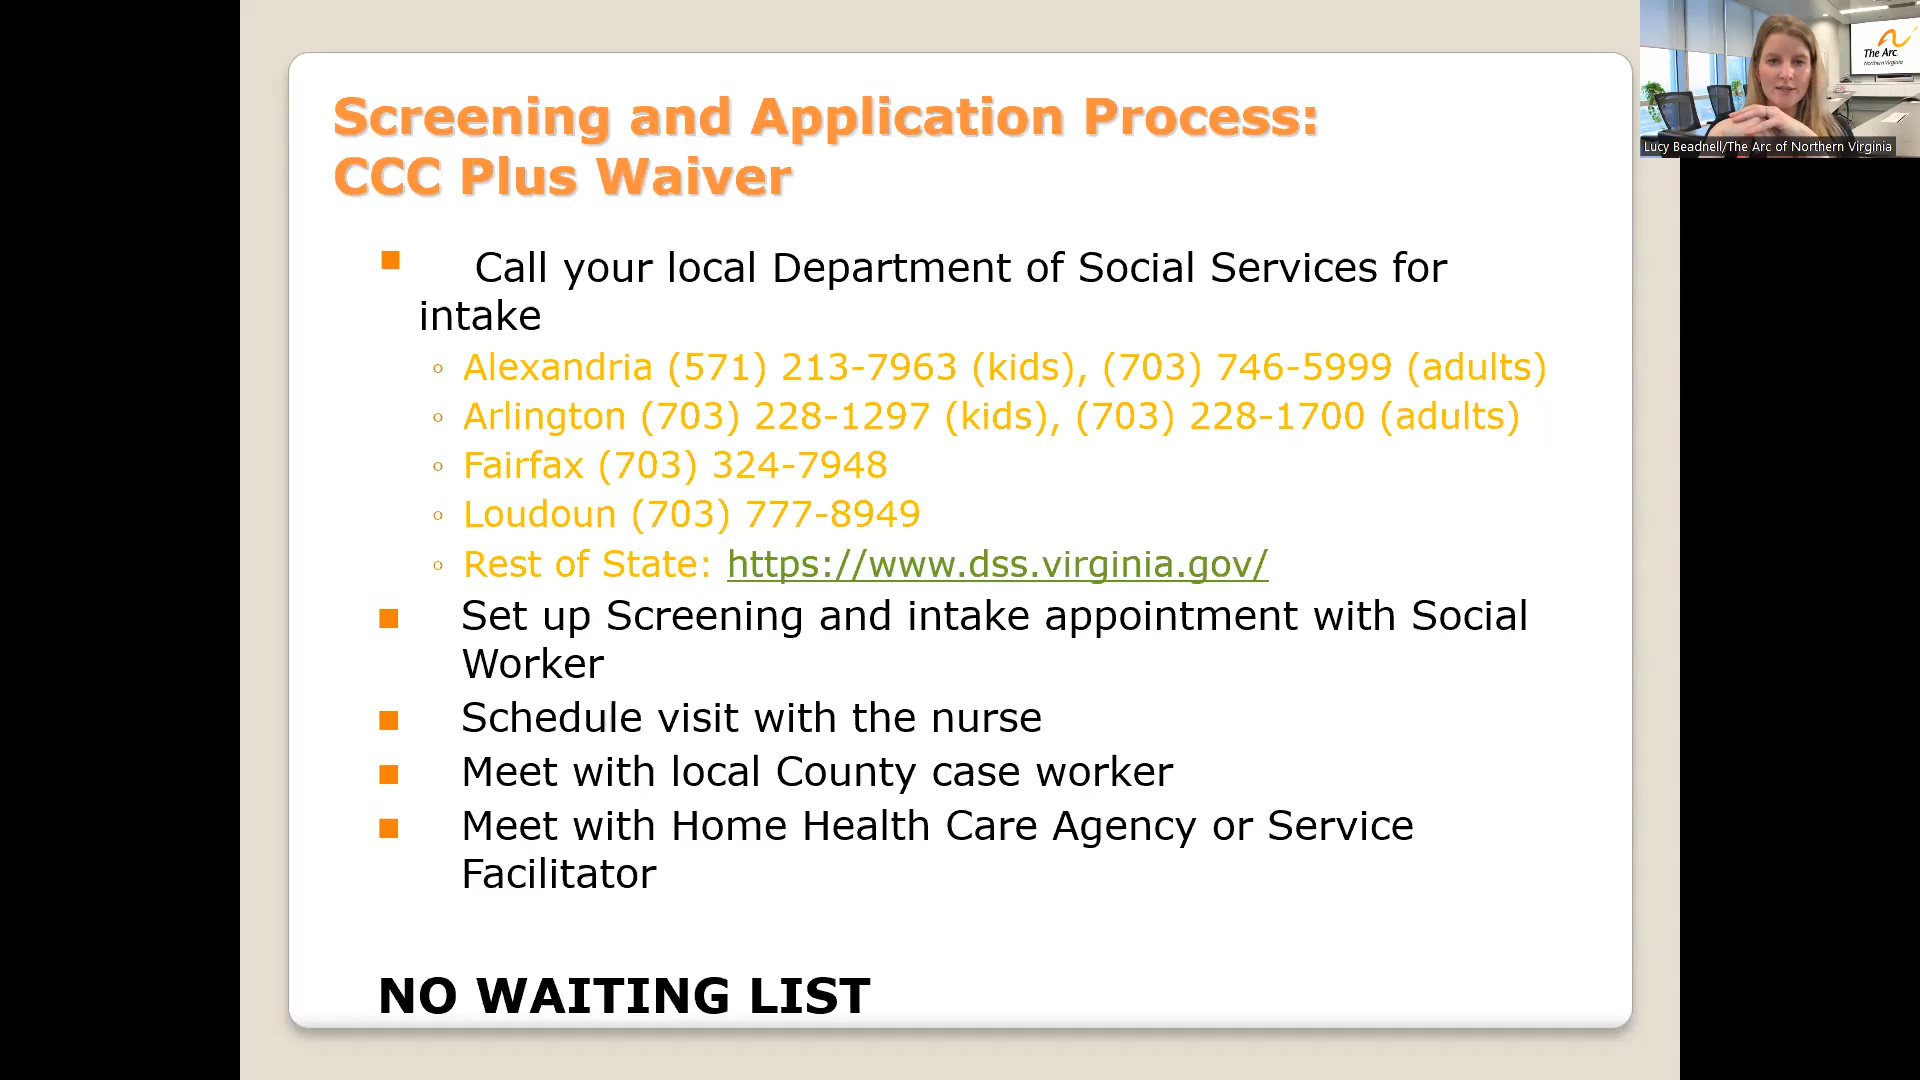 Screening and Application Process:
CCC Plus Waiver
Call your local Department of Social Services for
intake
Alexandria (571) 213-7963 (kids), (703) 746-5999 (adults)
Arlington (703) 228-1297 (kids), (703) 228-1700 (adults)
Fairfax (703) 324-7948
Loudoun (703) 777-8949
Rest of State: https://www.dss.virginia.gov/
Set up Screening and intake appointment with Social
Worker
Schedule visit with the nurse
Meet with local County case worker
Meet with Home Health Care Agency or Service
Facilitator
NO WAITING LIST
The Arc.
Northern Virginia
Lucy Beadnell/The Arc of Northern Virginia